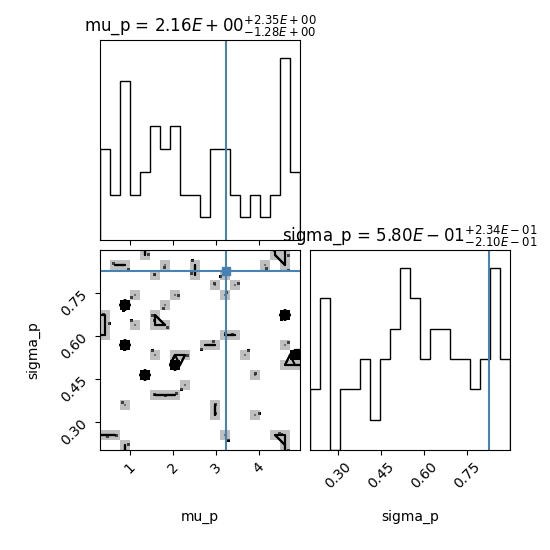 mu_p = 2.16E + 00+2.35E+00−1.28E+00
sigma_p = 5.80E − 01+2.34E−01−2.10E−01
0.75
0.60
0.45
0.30
sigma_p
1 2 3 4
0.30 0.45 0.60 0.75
mu_p
sigma_p